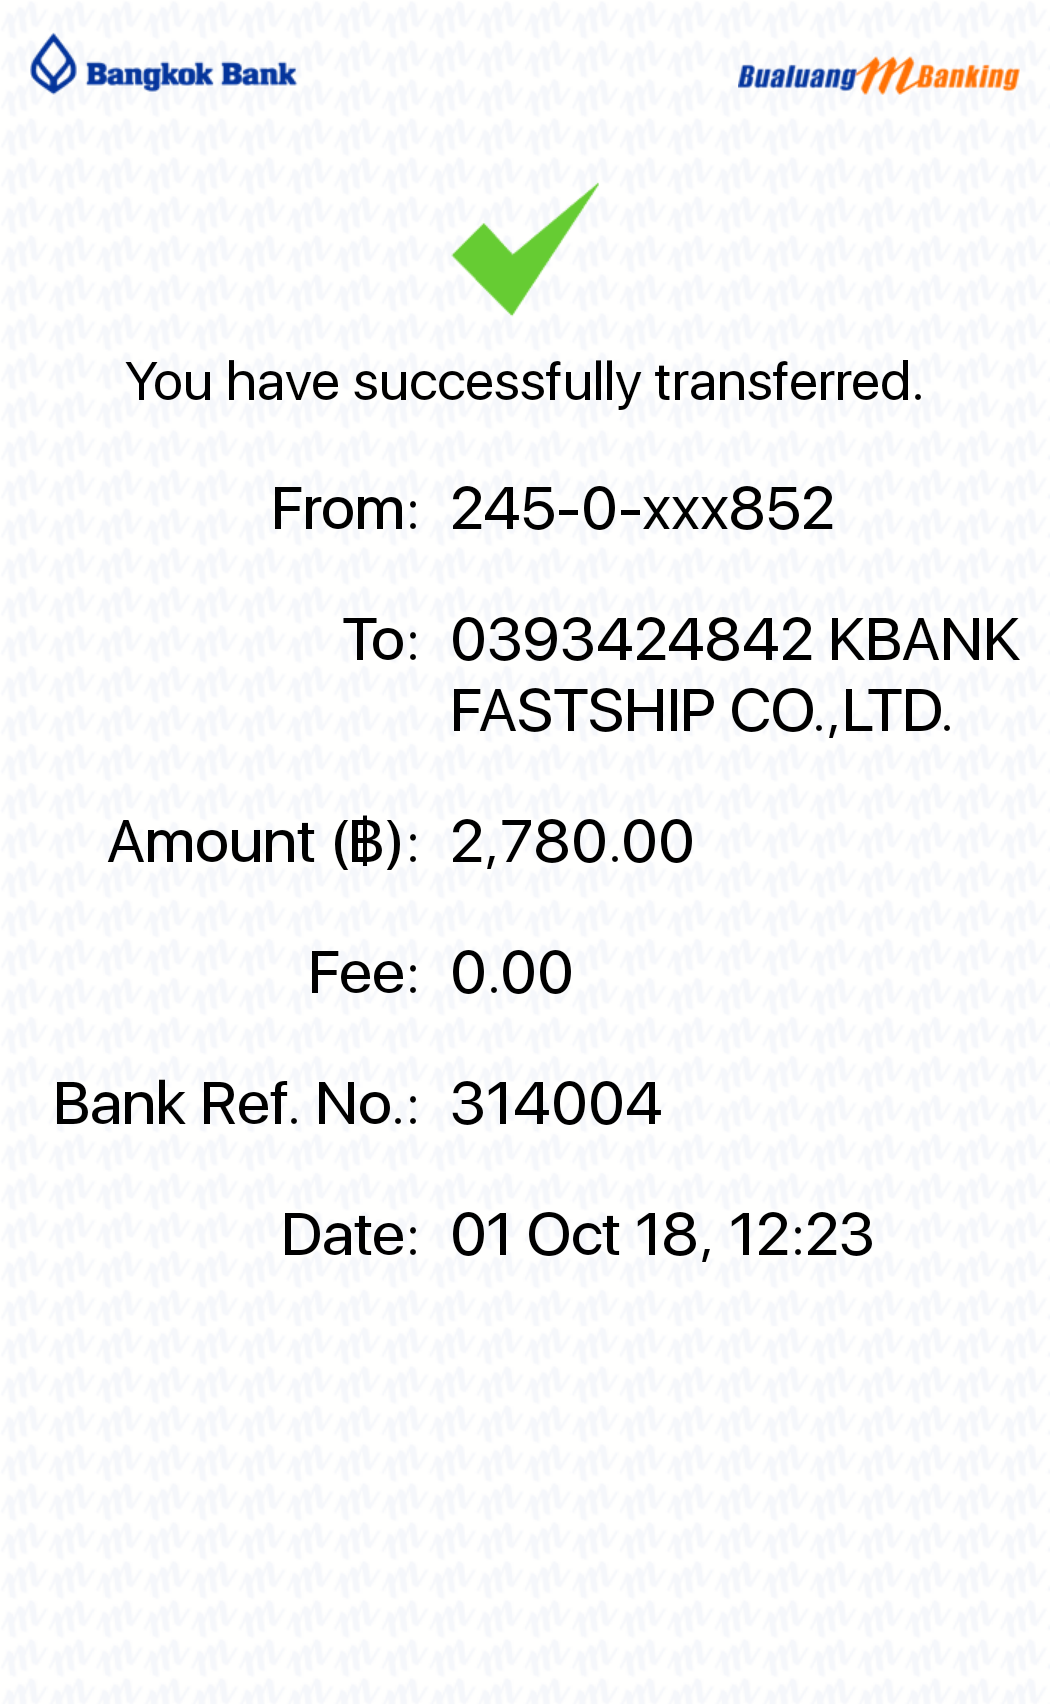 Bangkok Bank
Bualuang mBanking
You have successfully transferred.
From: 245-0-xxx852
To: 0393424842 KBANK
FASTSHIP CO.,LTD.
Amount (฿): 2,780.00
Fee: 0.00
Bank Ref. No.: 314004
Date: 01 Oct 18, 12:23